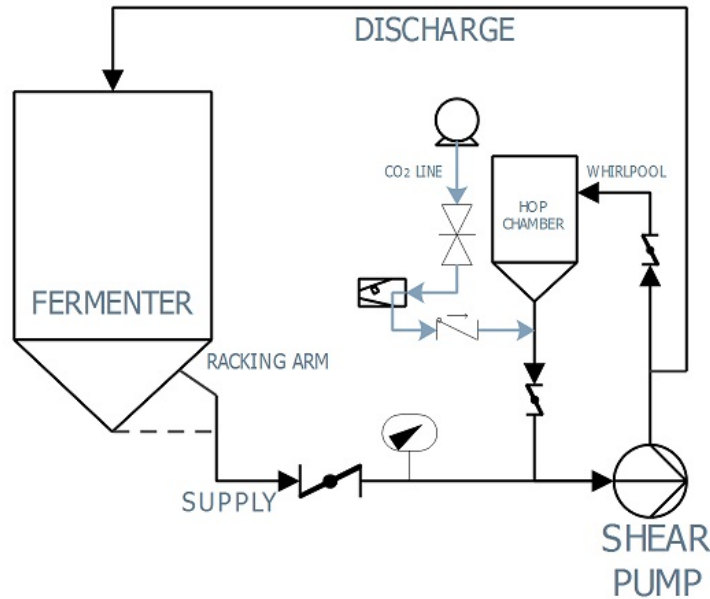 DISCHARGE
CO₂ LINE
WHIRLPOOL
HOP
CHAMBER
FERMENTER
RACKING ARM
SUPPLY
SHEAR
PUMP